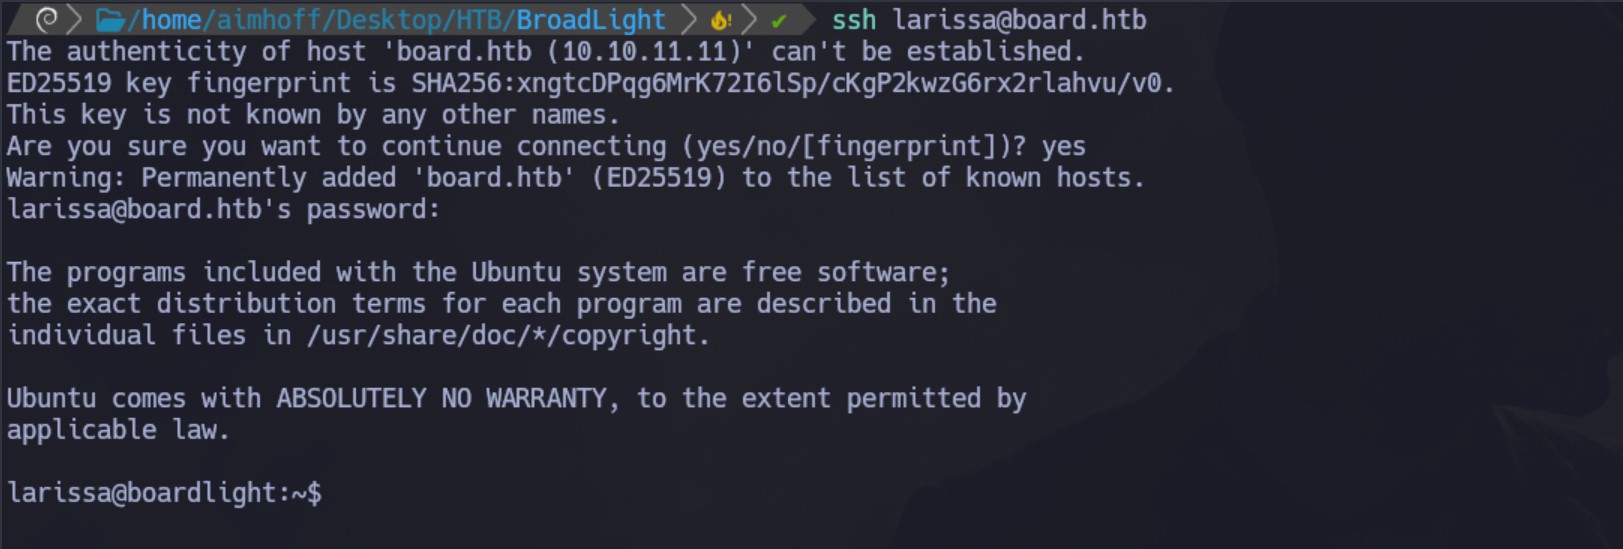 /home/aimhoff/Desktop/HTB/BroadLight ! ✔ ssh larissa@board.htb
The authenticity of host 'board.htb (10.10.11.11)' can't be established.
ED25519 key fingerprint is SHA256:xngtcDPqg6MrK72I6lSp/cKgP2kwzG6rx2rlahvu/v0.
This key is not known by any other names.
Are you sure you want to continue connecting (yes/no/[fingerprint])? yes
Warning: Permanently added 'board.htb' (ED25519) to the list of known hosts.
larissa@board.htb's password:
The programs included with the Ubuntu system are free software;
the exact distribution terms for each program are described in the
individual files in /usr/share/doc/*/copyright.
Ubuntu comes with ABSOLUTELY NO WARRANTY, to the extent permitted by
applicable law.
larissa@boardlight:~$